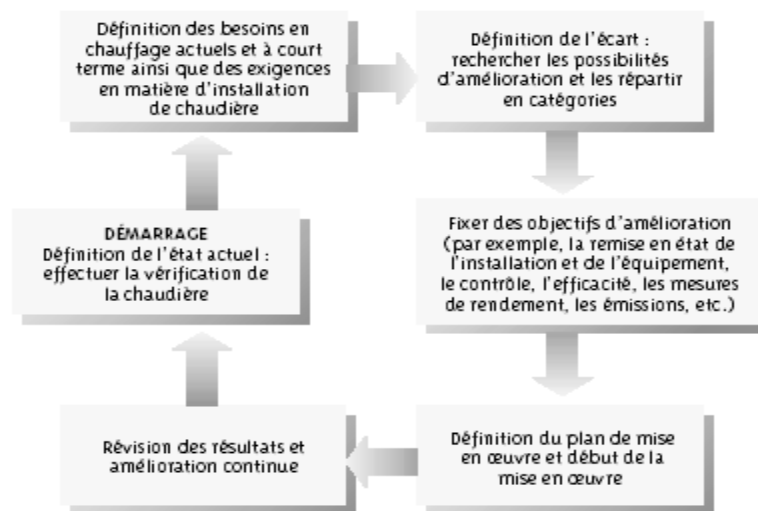 Définition des besoins en
chauffage actuels et à court
terme ainsi que des exigences
en matière d'installation
de chaudière
Définition de l'écart :
rechercher les possibilités
d'amélioration et les répartir
en catégories
DÉMARRAGE
Définition de l'état actuel :
effectuer la vérification de
la chaudière
Fixer des objectifs d'amélioration
(par exemple, la remise en état de
l'installation et de l'équipement,
le contrôle, l'efficacité, les mesures
de rendement, les émissions, etc.)
Révision des résultats et
amélioration continue
Définition du plan de mise
en œuvre et début de la
mise en œuvre